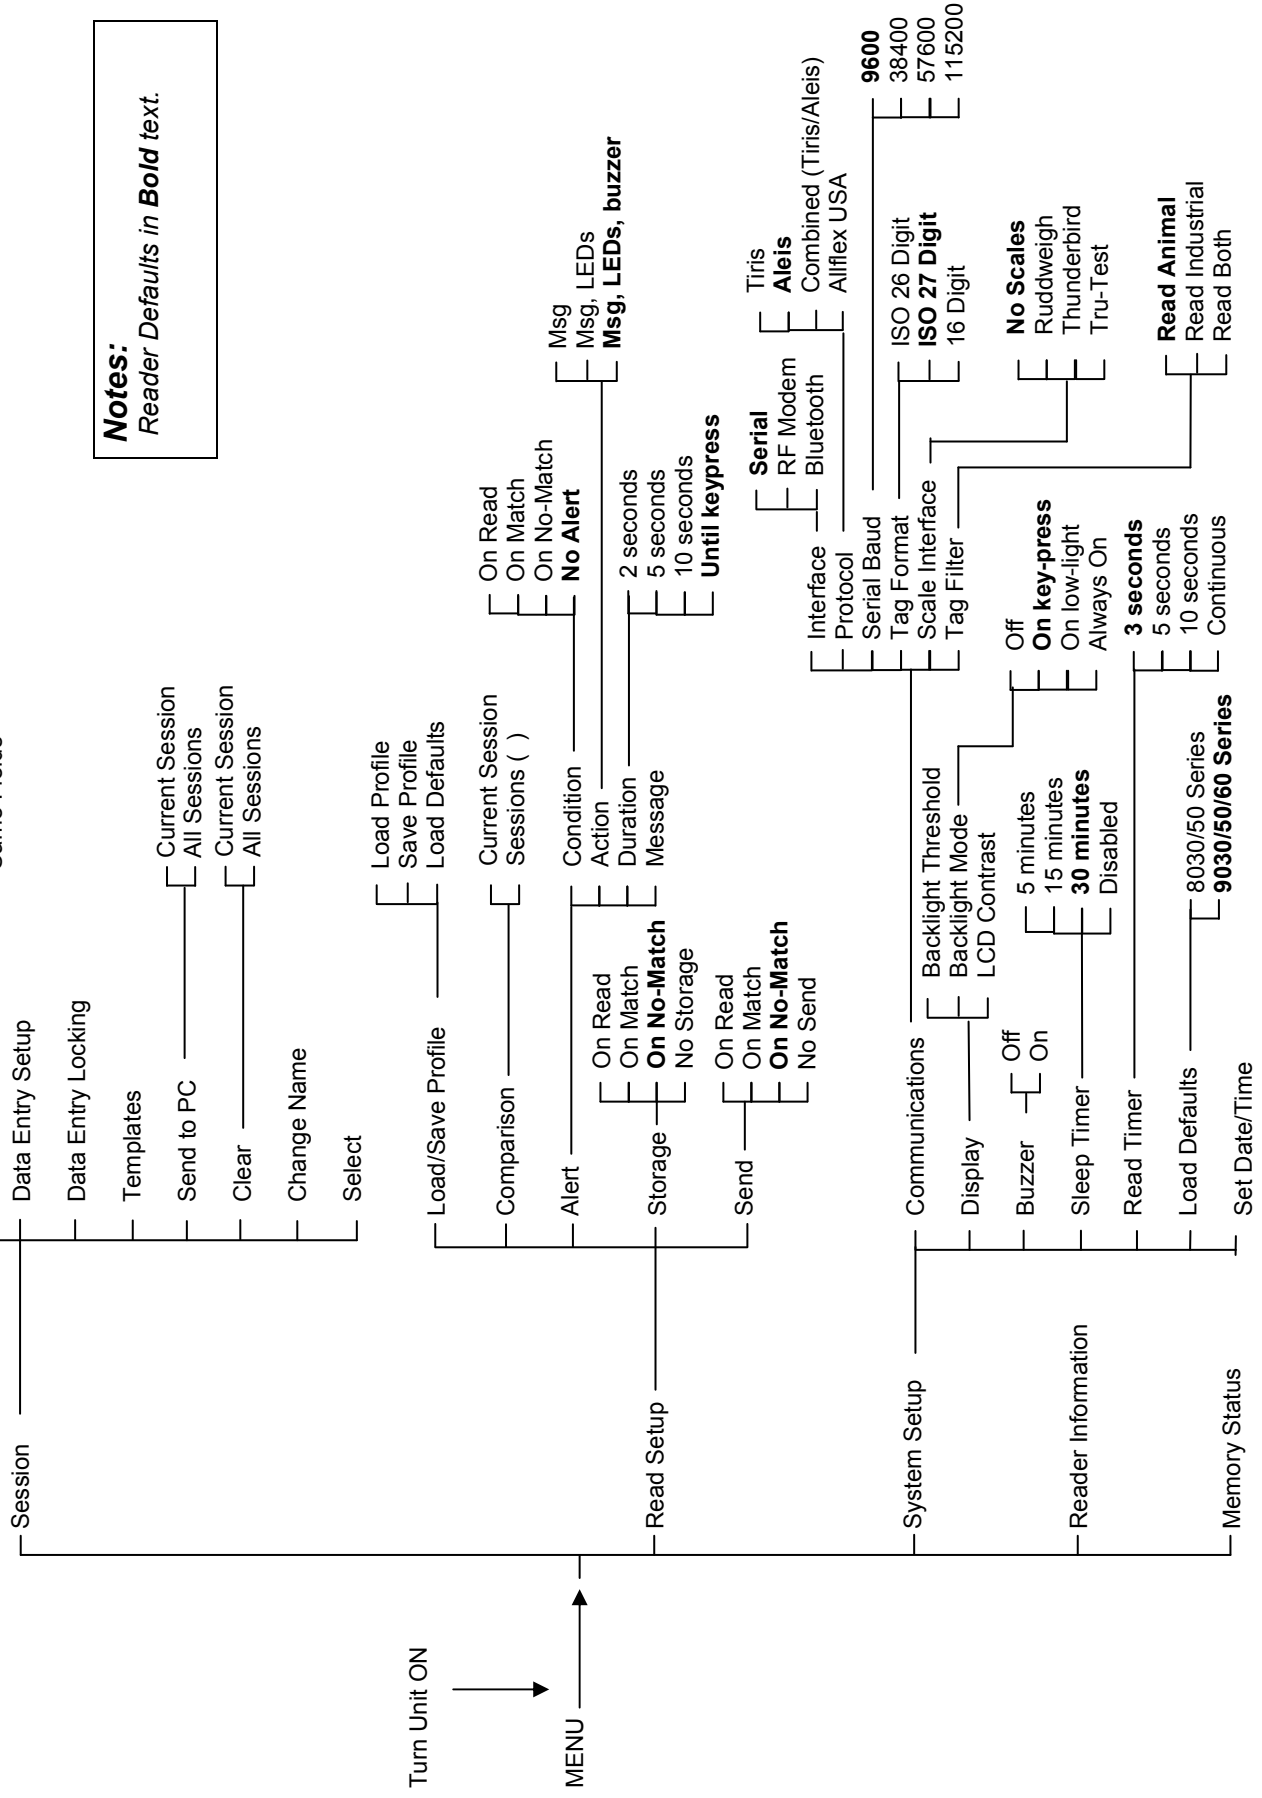 Notes:
Reader Defaults in Bold text.
Turn Unit ON
MENU
Session
Data Entry Setup
Data Entry Locking
Templates
Send to PC
Current Session
All Sessions
Clear
Current Session
All Sessions
Change Name
Select
Read Setup
Load/Save Profile
Load Profile
Save Profile
Load Defaults
Comparison
Current Session
Sessions ( )
Alert
Condition
On Read
On Match
On No-Match
No Alert
Action
Msg
Msg, LEDs
Msg, LEDs, buzzer
Duration
2 seconds
5 seconds
10 seconds
Until keypress
Message
Storage
On Read
On Match
On No-Match
No Storage
Send
On Read
On Match
On No-Match
No Send
System Setup
Communications
Interface
Serial
RF Modem
Bluetooth
Protocol
Tiris
Aleis
Combined (Tiris/Aleis)
Allflex USA
Serial Baud
9600
38400
57600
115200
Tag Format
ISO 26 Digit
ISO 27 Digit
16 Digit
Scale Interface
No Scales
Ruddweigh
Thunderbird
Tru-Test
Tag Filter
Read Animal
Read Industrial
Read Both
Display
Backlight Threshold
Backlight Mode
Off
On key-press
On low-light
Always On
LCD Contrast
Buzzer
Off
On
Sleep Timer
5 minutes
15 minutes
30 minutes
Disabled
Read Timer
3 seconds
5 seconds
10 seconds
Continuous
Load Defaults
8030/50 Series
9030/50/60 Series
Set Date/Time
Reader Information
Memory Status